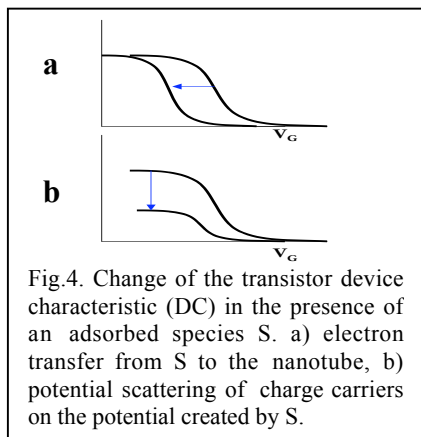 a
V_G
b
V_G
Fig.4. Change of the transistor device
characteristic (DC) in the presence of
an adsorbed species S. a) electron
transfer from S to the nanotube, b)
potential scattering of charge carriers
on the potential created by S.